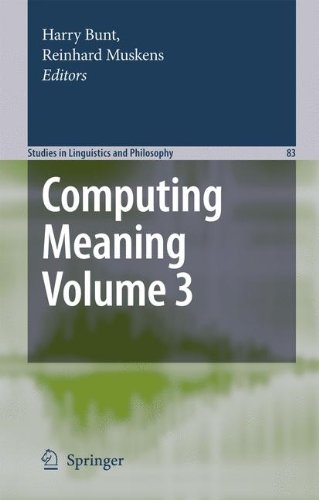 Harry Bunt,
Reinhard Muskens
Editors
Studies in Linguistics and Philosophy 83
Computing
Meaning
Volume 3
Springer